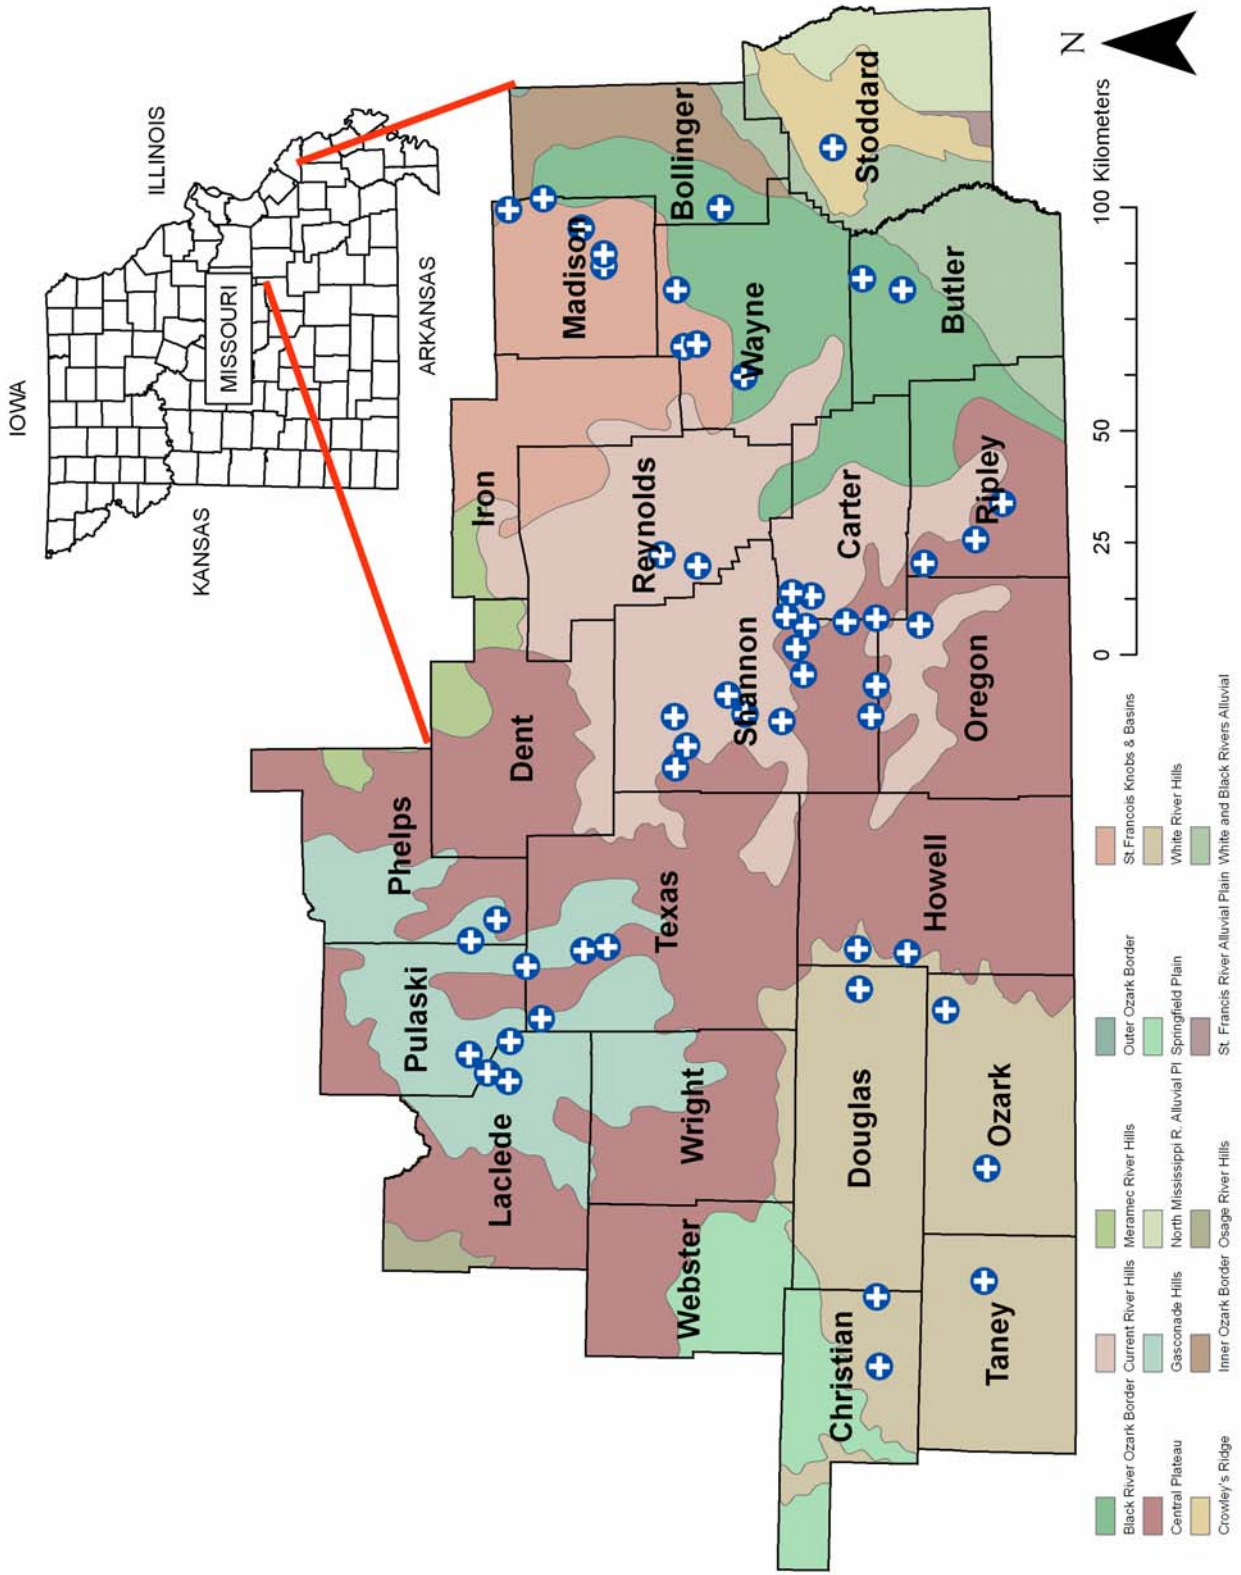 IOWA
ILLINOIS
KANSAS
MISSOURI
ARKANSAS
Phelps
Pulaski
Dent
Iron
Madison
Laclede
Texas
Reynolds
Bollinger
Webster
Wright
Shannon
Wayne
Christian
Douglas
Howell
Carter
Stoddard
Taney
Ozark
Oregon
Ripley
Butler
N
0 25 50 100 Kilometers
Black River Ozark Border
Central Plateau
Crowley's Ridge
Current River Hills
Gasconade Hills
Inner Ozark Border
Meramec River Hills
North Mississippi R. Alluvial Pl
Osage River Hills
Outer Ozark Border
Springfield Plain
St. Francis River Alluvial Plain
St.Francois Knobs & Basins
White River Hills
White and Black Rivers Alluvial